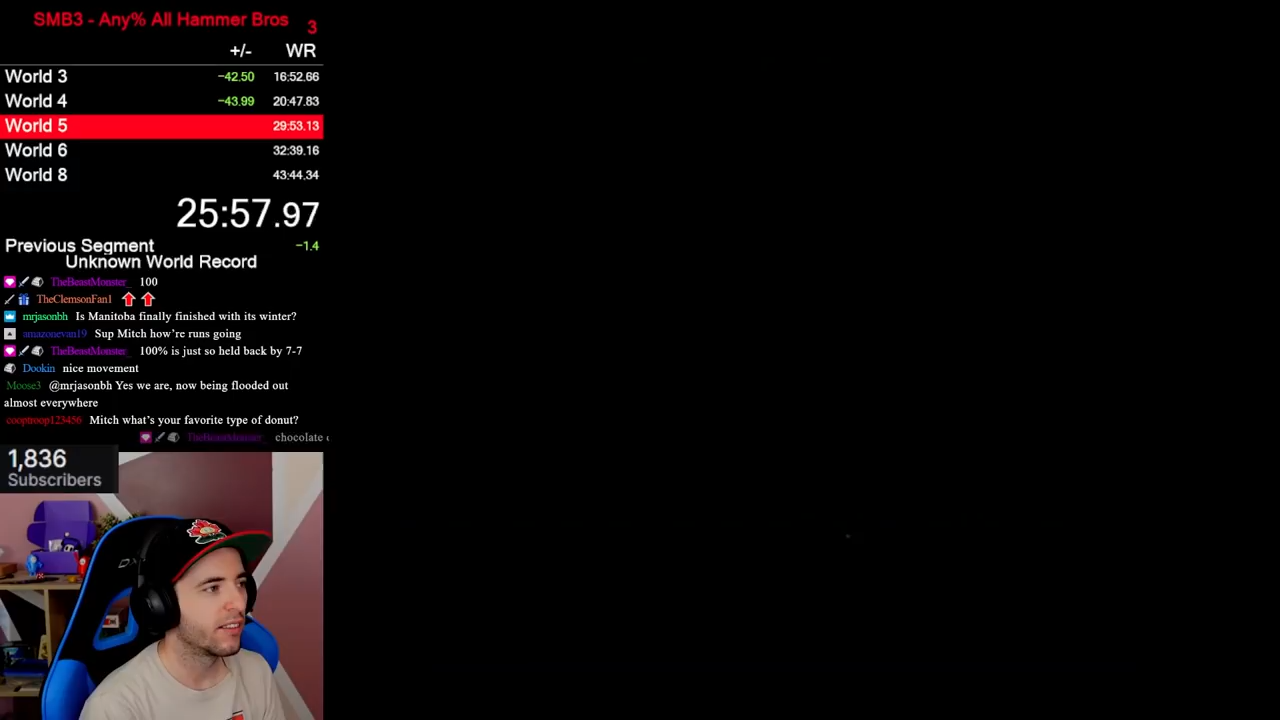 SMB3 - Any% All Hammer Bros
3
+/- WR
World 3 -42.50 16:52.66
World 4 -43.99 20:47.83
World 5 29:53.13
World 6 32:39.16
World 8 43:44.34
25:57.97
Previous Segment -1.4
Unknown World Record
TheBeastMonster_ 100
TheClemsonFan1
mrjasonbh Is Manitoba finally finished with its winter?
amazonevan19 Sup Mitch how're runs going
TheBeastMonster_ 100% is just so held back by 7-7
Dookin nice movement
Moose3 @mrjasonbh Yes we are, now being flooded out
almost everywhere
cooptroop123456 Mitch what's your favorite type of donut?
TheBeastMonster_ chocolate
1,836
Subscribers